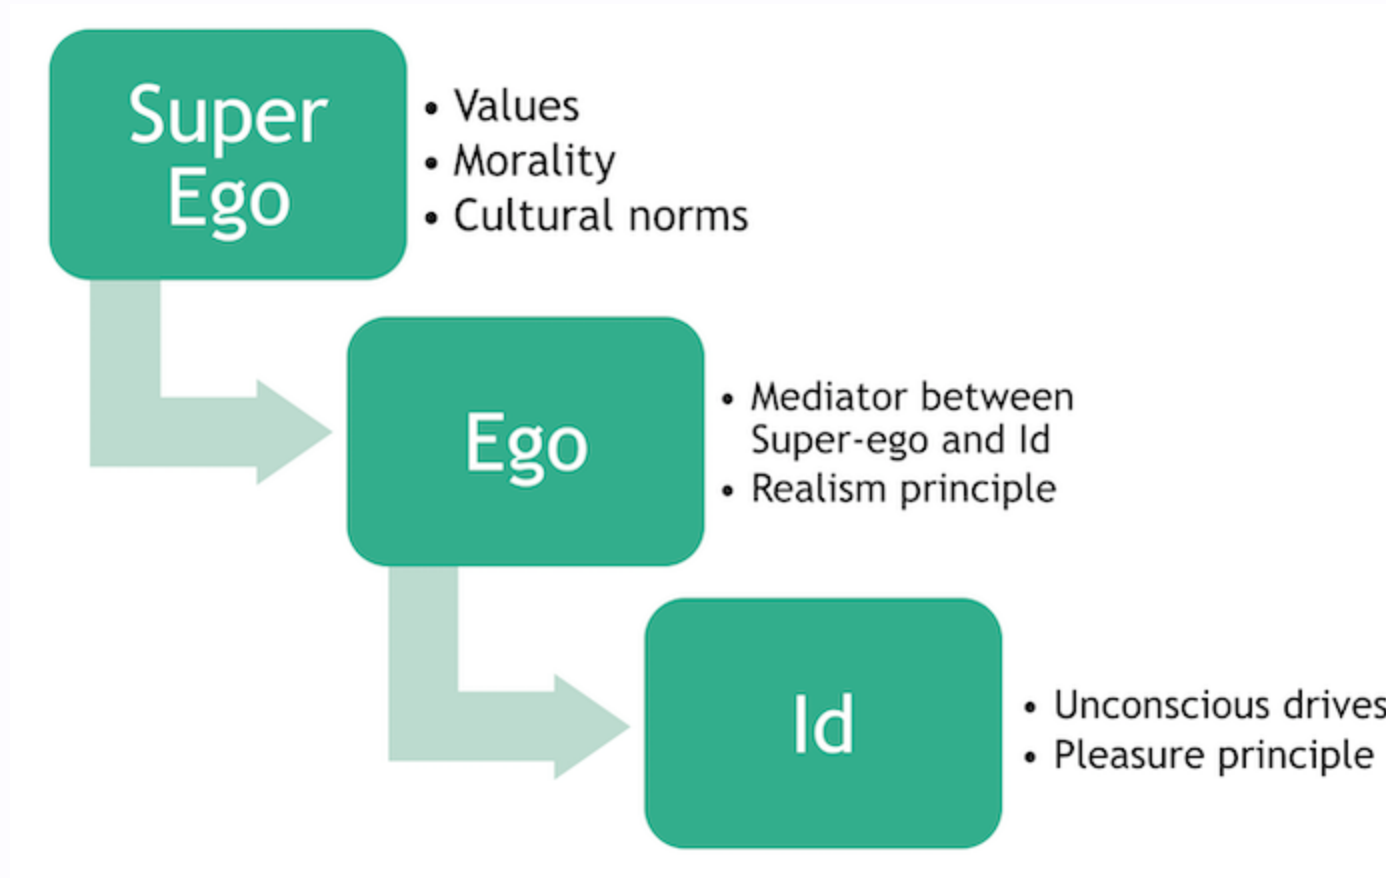 Super
Ego
• Values
• Morality
• Cultural norms
Ego
• Mediator between
Super-ego and Id
• Realism principle
Id
• Unconscious drives
• Pleasure principle